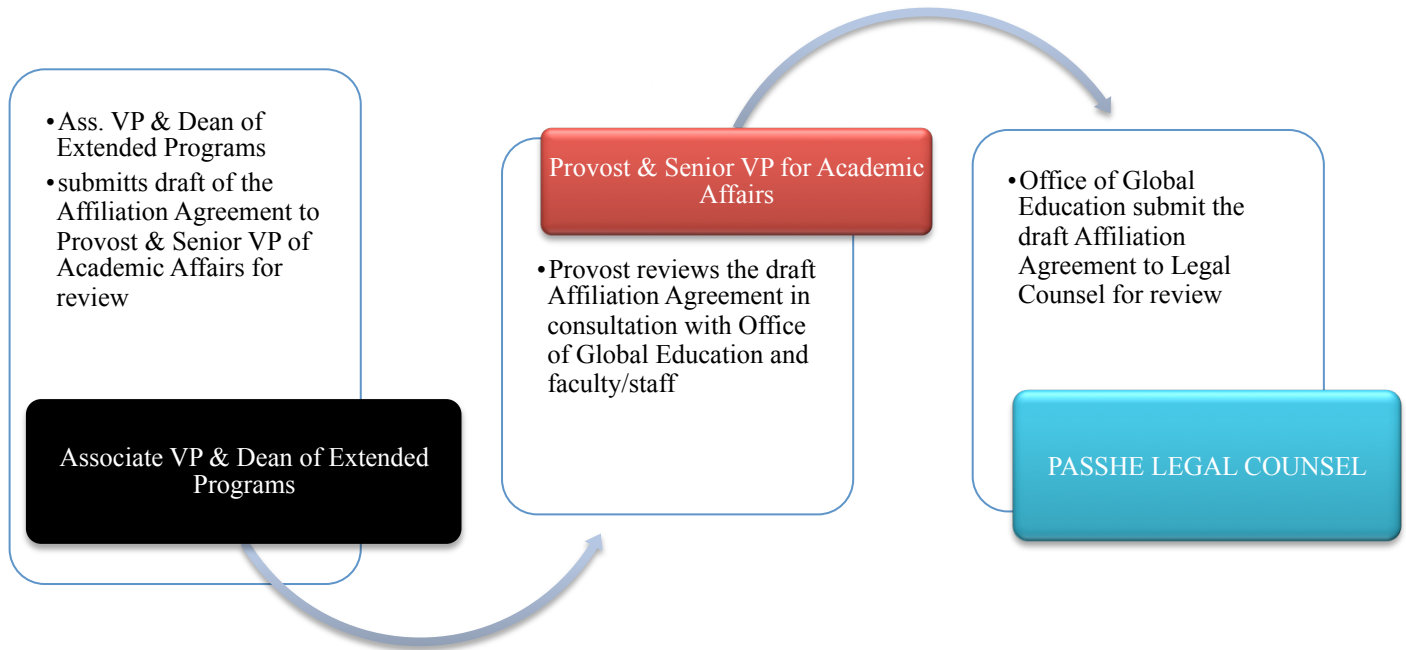 •Ass. VP & Dean of
Extended Programs
•submitts draft of the
Affiliation Agreement to
Provost & Senior VP of
Academic Affairs for
review
Associate VP & Dean of Extended
Programs
Provost & Senior VP for Academic
Affairs
•Provost reviews the draft
Affiliation Agreement in
consultation with Office
of Global Education and
faculty/staff
•Office of Global
Education submit the
draft Affiliation
Agreement to Legal
Counsel for review
PASSHE LEGAL COUNSEL